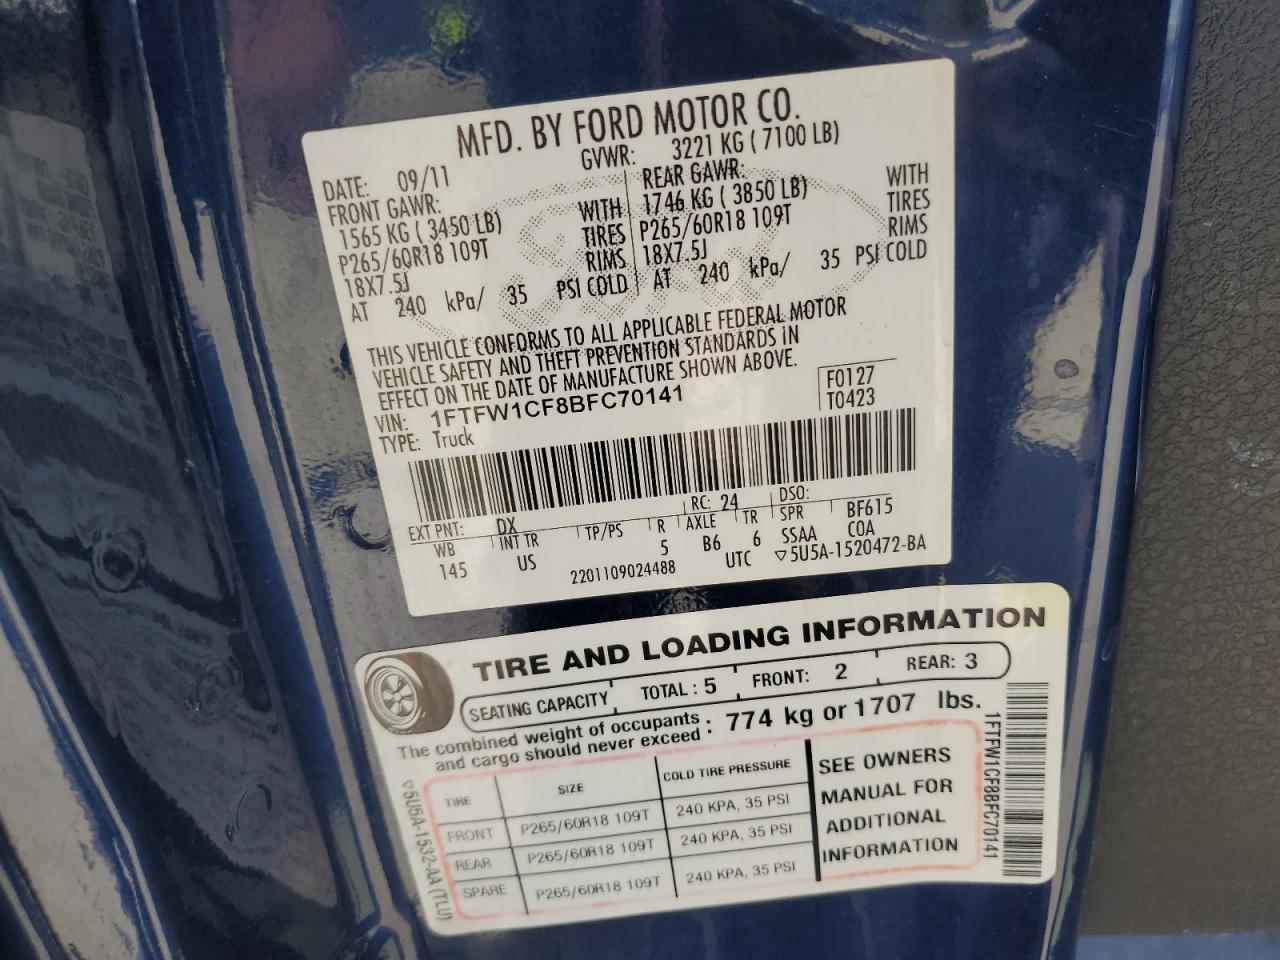 MFD. BY FORD MOTOR CO.
DATE: 09/11 GVWR: 3221 KG ( 7100 LB)
FRONT GAWR: REAR GAWR:
1565 KG ( 3450 LB) WITH 1746 KG ( 3850 LB) WITH
P265/60R18 109T TIRES P265/60R18 109T TIRES
18X7.5J RIMS 18X7.5J RIMS
AT 240 kPa/ 35 PSI COLD AT 240 kPa/ 35 PSI COLD
THIS VEHICLE CONFORMS TO ALL APPLICABLE FEDERAL MOTOR
VEHICLE SAFETY AND THEFT PREVENTION STANDARDS IN
EFFECT ON THE DATE OF MANUFACTURE SHOWN ABOVE.
VIN: 1FTFW1CF8BFC70141 F0127
TYPE: Truck T0423
EXT PNT: DX RC: 24 DSO:
WB INT TR TP/PS R AXLE TR SPR BF615
145 US 5 B6 6 SSAA COA
2201109024488 UTC ▽5U5A-1520472-BA
TIRE AND LOADING INFORMATION
SEATING CAPACITY TOTAL : 5 FRONT: 2 REAR: 3
The combined weight of occupants
and cargo should never exceed : 774 kg or 1707 lbs.
TIRE SIZE COLD TIRE PRESSURE
FRONT P265/60R18 109T 240 KPA, 35 PSI
REAR P265/60R18 109T 240 KPA, 35 PSI
SPARE P265/60R18 109T 240 KPA, 35 PSI
SEE OWNERS
MANUAL FOR
ADDITIONAL
INFORMATION
▽5U5A-1532-AA (TLU)
1FTFW1CF8BFC70141